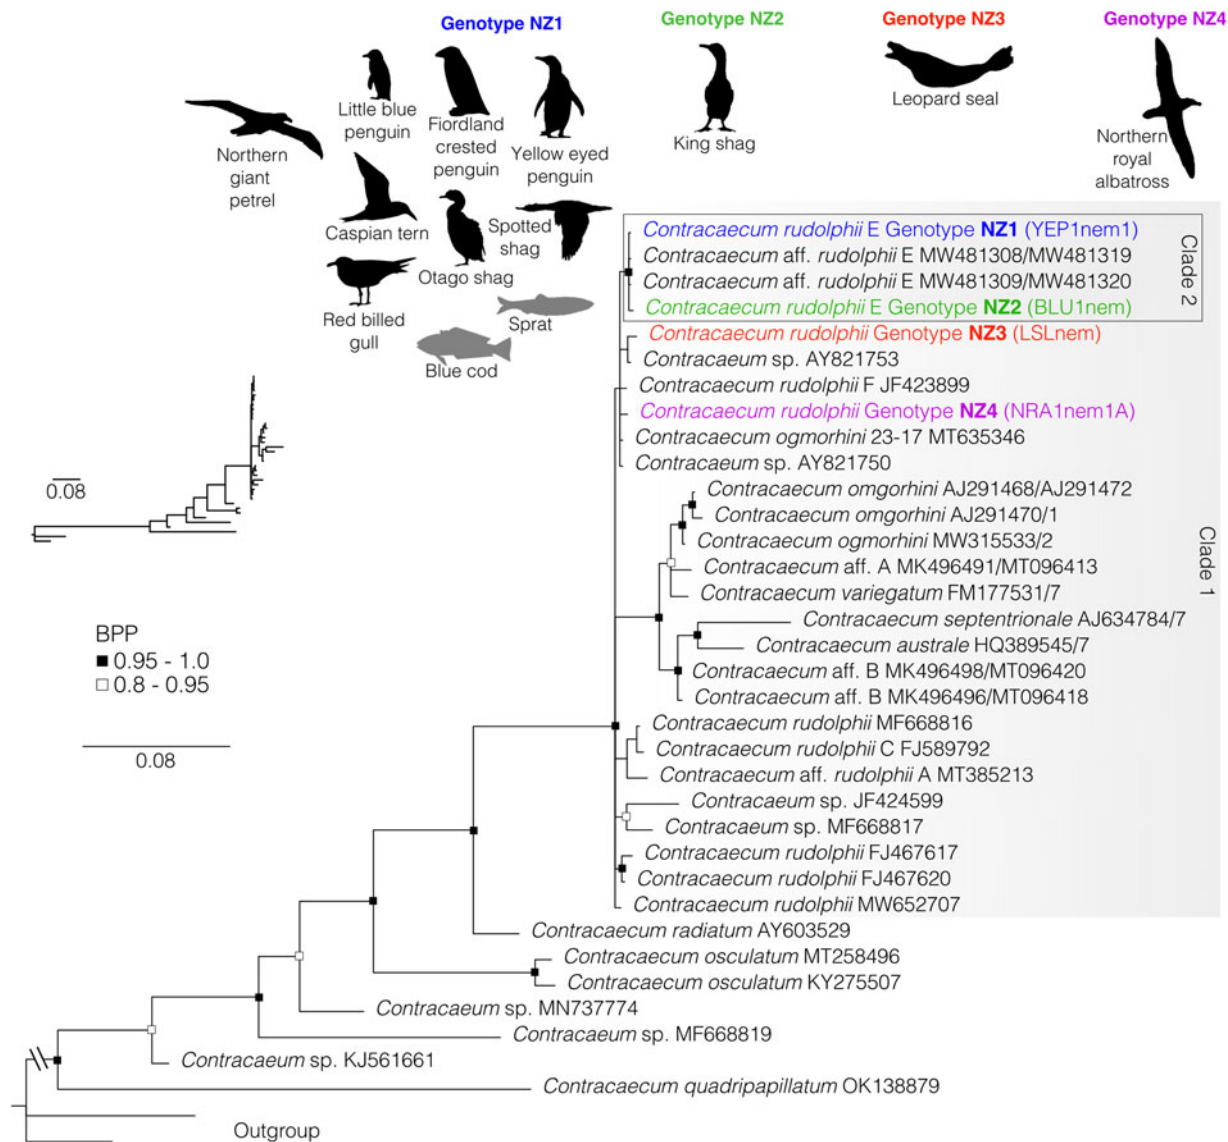 Genotype NZ1
Genotype NZ2
Genotype NZ3
Genotype NZ4
Northern
giant
petrel
Little blue
penguin
Fiordland
crested
penguin
Yellow eyed
penguin
King shag
Leopard seal
Northern
royal
albatross
Caspian tern
Otago shag
Spotted
shag
Red billed
gull
Sprat
Blue cod
Contracaecum rudolphii E Genotype NZ1 (YEP1nem1)
Contracaecum aff. rudolphii E MW481308/MW481319
Contracaecum aff. rudolphii E MW481309/MW481320
Contracaecum rudolphii E Genotype NZ2 (BLU1nem)
Clade 2
Contracaecum rudolphii Genotype NZ3 (LSLnem)
Contracaeum sp. AY821753
Contracaecum rudolphii F JF423899
Contracaecum rudolphii Genotype NZ4 (NRA1nem1A)
Contracaecum ogmorhini 23-17 MT635346
Contracaeum sp. AY821750
Contracaecum omgorhini AJ291468/AJ291472
Contracaecum omgorhini AJ291470/1
Contracaecum ogmorhini MW315533/2
Contracaecum aff. A MK496491/MT096413
Contracaecum variegatum FM177531/7
Contracaecum septentrionale AJ634784/7
Contracaecum australe HQ389545/7
Contracaecum aff. B MK496498/MT096420
Contracaecum aff. B MK496496/MT096418
Contracaecum rudolphii MF668816
Contracaecum rudolphii C FJ589792
Contracaecum aff. rudolphii A MT385213
Contracaeum sp. JF424599
Contracaeum sp. MF668817
Contracaecum rudolphii FJ467617
Contracaecum rudolphii FJ467620
Contracaecum rudolphii MW652707
Clade 1
Contracaecum radiatum AY603529
Contracaecum osculatum MT258496
Contracaecum osculatum KY275507
Contracaeum sp. MN737774
Contracaeum sp. MF668819
Contracaeum sp. KJ561661
Contracaecum quadripapillatum OK138879
Outgroup
0.08
BPP
0.95 - 1.0
0.8 - 0.95
0.08